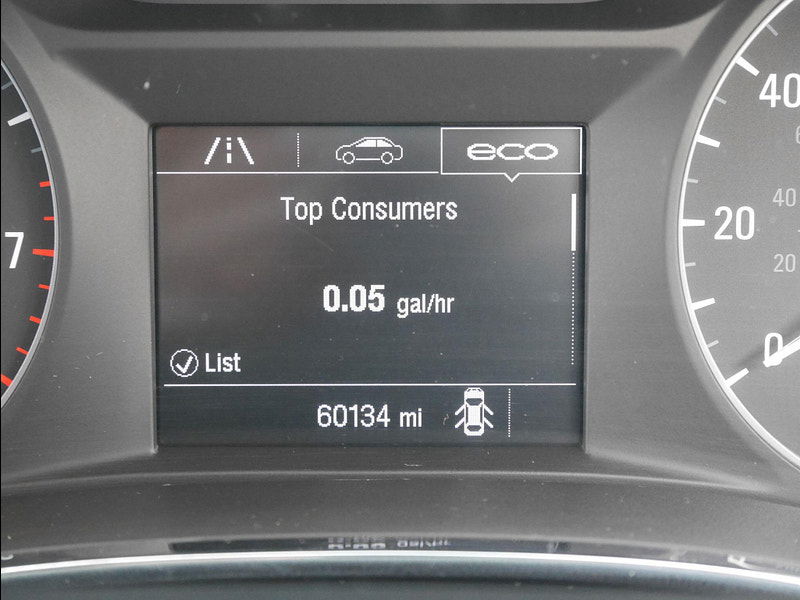 eco
Top Consumers
0.05 gal/hr
List
60134 mi
7
40
20
0
40
20